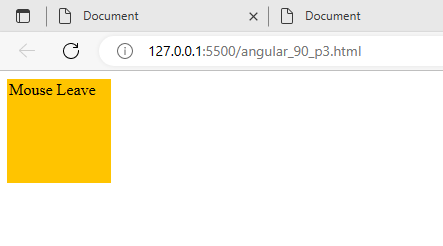 Document
Document
127.0.0.1:5500/angular_90_p3.html
Mouse Leave